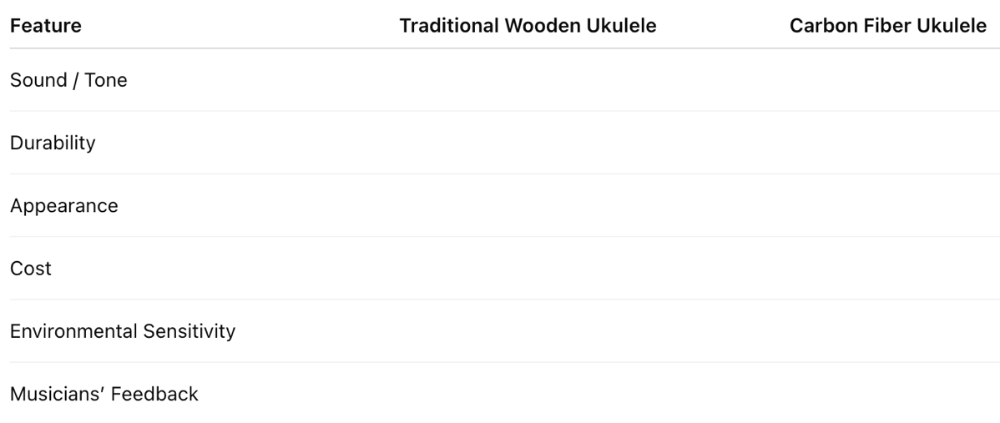 Feature Traditional Wooden Ukulele Carbon Fiber Ukulele
Sound / Tone
Durability
Appearance
Cost
Environmental Sensitivity
Musicians’ Feedback